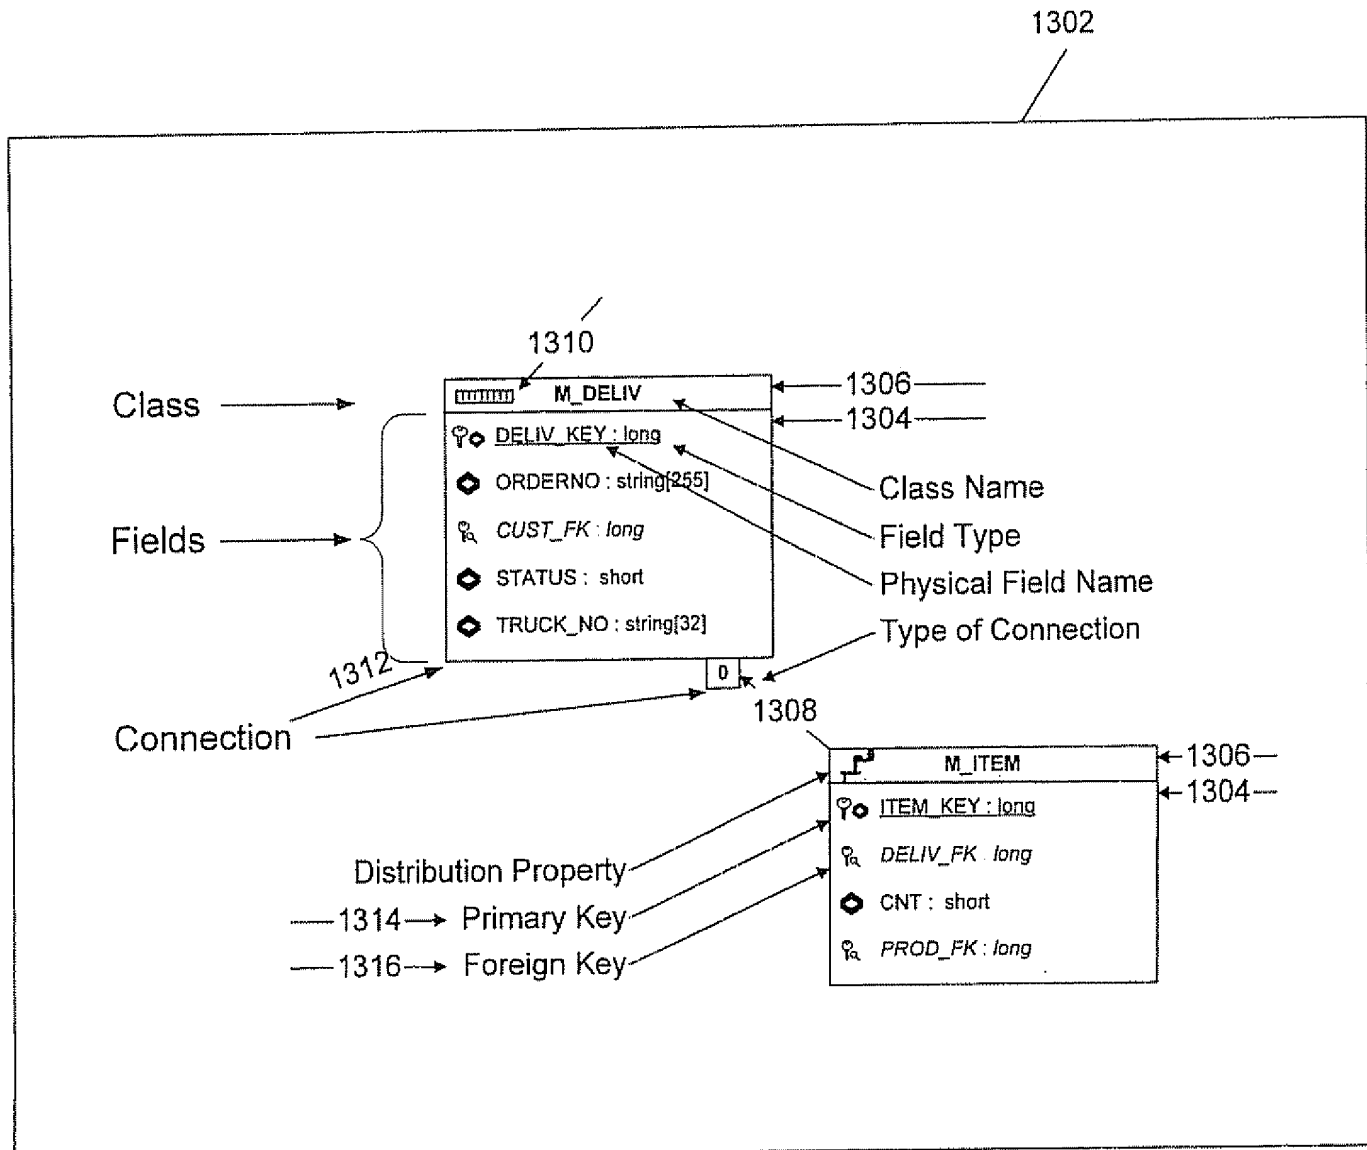 1302
1310
M_DELIV
1306
1304
Class
DELIV_KEY : long
ORDERNO : string[255]
CUST_FK : long
STATUS : short
TRUCK_NO : string[32]
Fields
Class Name
Field Type
Physical Field Name
Type of Connection
1312
D
1308
Connection
M_ITEM
1306
1304
ITEM_KEY : long
DELIV_FK : long
CNT : short
PROD_FK : long
Distribution Property
1314 Primary Key
1316 Foreign Key